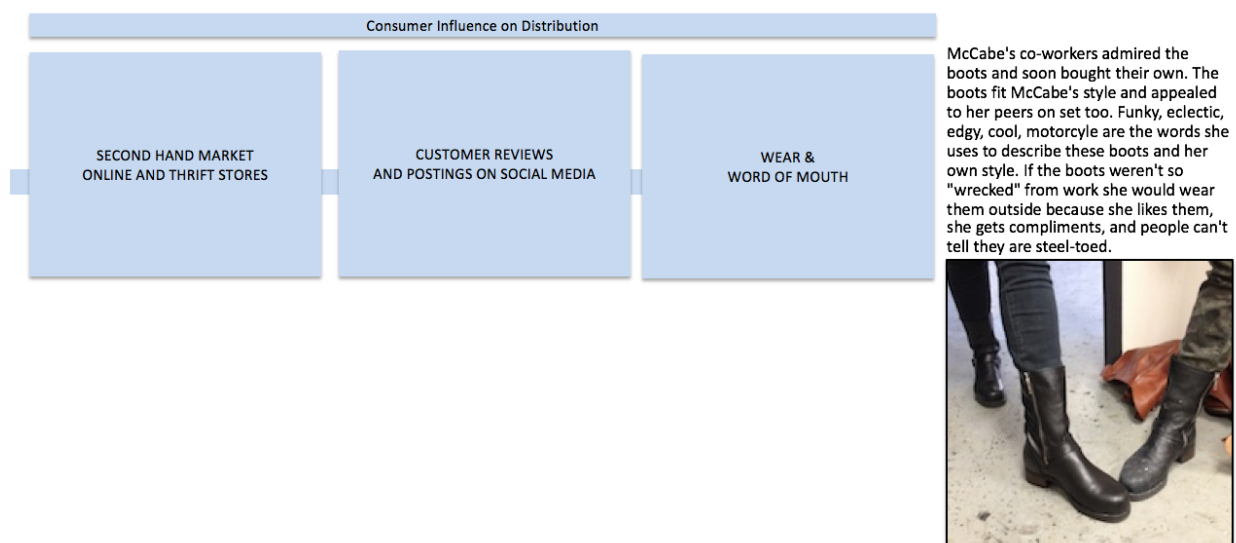 Consumer Influence on Distribution
SECOND HAND MARKET
ONLINE AND THRIFT STORES
CUSTOMER REVIEWS
AND POSTINGS ON SOCIAL MEDIA
WEAR &
WORD OF MOUTH
McCabe's co-workers admired the
boots and soon bought their own. The
boots fit McCabe's style and appealed
to her peers on set too. Funky, eclectic,
edgy, cool, motorcyle are the words she
uses to describe these boots and her
own style. If the boots weren't so
"wrecked" from work she would wear
them outside because she likes them,
she gets compliments, and people can't
tell they are steel-toed.